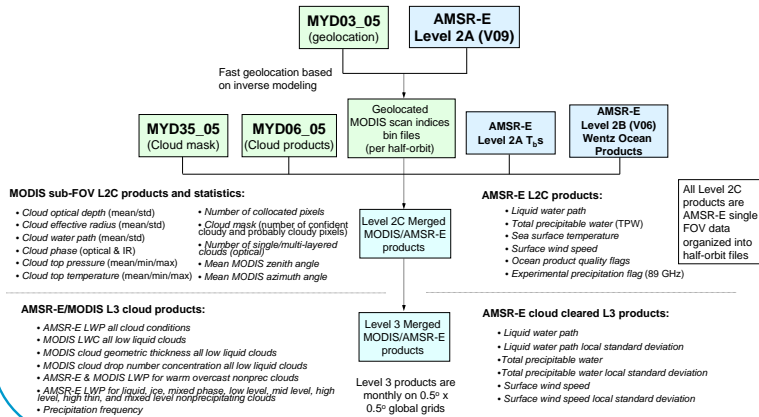 MYD03_05
(geolocation)
AMSR-E
Level 2A (V09)
Fast geolocation based
on inverse modeling
MYD35_05
(Cloud mask)
MYD06_05
(Cloud products)
Geolocated
MODIS scan indices
bin files
(per half-orbit)
AMSR-E
Level 2A Tbs
AMSR-E
Level 2B (V06)
Wentz Ocean
Products
MODIS sub-FOV L2C products and statistics:
• Cloud optical depth (mean/std)
• Cloud effective radius (mean/std)
• Cloud water path (mean/std)
• Cloud phase (optical & IR)
• Cloud top pressure (mean/min/max)
• Cloud top temperature (mean/min/max)
• Number of collocated pixels
• Cloud mask (number of confident
cloudy and probably cloudy pixels)
• Number of single/multi-layered
clouds (optical)
• Mean MODIS zenith angle
• Mean MODIS azimuth angle
Level 2C Merged
MODIS/AMSR-E
products
AMSR-E L2C products:
• Liquid water path
• Total precipitable water (TPW)
• Sea surface temperature
• Surface wind speed
• Ocean product quality flags
• Experimental precipitation flag (89 GHz)
All Level 2C
products are
AMSR-E single
FOV data
organized into
half-orbit files
AMSR-E/MODIS L3 cloud products:
• AMSR-E LWP all cloud conditions
• MODIS LWC all low liquid clouds
• MODIS cloud geometric thickness all low liquid clouds
• MODIS cloud drop number concentration all low liquid clouds
• AMSR-E & MODIS LWP for warm overcast nonprec clouds
• AMSR-E LWP for liquid, ice, mixed phase, low level, mid level, high
level, high thin, and mixed level nonprecipitating clouds
• Precipitation frequency
Level 3 Merged
MODIS/AMSR-E
products
Level 3 products are
monthly on 0.5º x
0.5º global grids
AMSR-E cloud cleared L3 products:
• Liquid water path
• Liquid water path local standard deviation
•Total precipitable water
•Total precipitable water local standard deviation
• Surface wind speed
• Surface wind speed local standard deviation